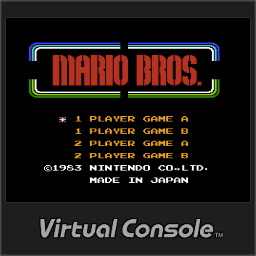 MARIO BROS.
* 1 PLAYER GAME A
1 PLAYER GAME B
2 PLAYER GAME A
2 PLAYER GAME B
©1983 NINTENDO CO.,LTD.
MADE IN JAPAN
Virtual Console™